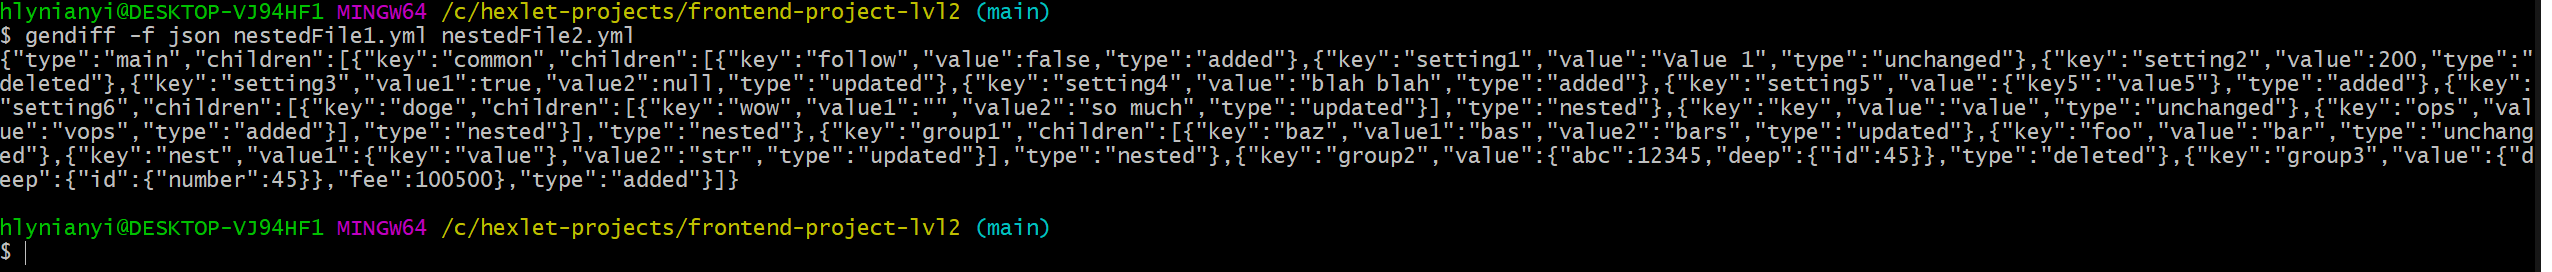 hlynianyi@DESKTOP-VJ94HF1 MINGW64 /c/hexlet-projects/frontend-project-lvl2 (main)
$ gendiff -f json nestedFile1.yml nestedFile2.yml
{"type":"main","children":[{"key":"common","children":[{"key":"follow","value":false,"type":"added"},{"key":"setting1","value":"Value 1","type":"unchanged"},{"key":"setting2","value":200,"type":"
deleted"},{"key":"setting3","value1":true,"value2":null,"type":"updated"},{"key":"setting4","value":"blah blah","type":"added"},{"key":"setting5","value":{"key5":"value5"},"type":"added"},{"key":
"setting6","children":[{"key":"doge","children":[{"key":"wow","value1":"","value2":"so much","type":"updated"}],"type":"nested"},{"key":"key","value":"value","type":"unchanged"},{"key":"ops","val
ue":"vops","type":"added"}],"type":"nested"}],"type":"nested"},{"key":"group1","children":[{"key":"baz","value1":"bas","value2":"bars","type":"updated"},{"key":"foo","value":"bar","type":"unchang
ed"},{"key":"nest","value1":{"key":"value"},"value2":"str","type":"updated"}],"type":"nested"},{"key":"group2","value":{"abc":12345,"deep":{"id":45}},"type":"deleted"},{"key":"group3","value":{"d
eep":{"id":{"number":45}},"fee":100500},"type":"added"}]}
hlynianyi@DESKTOP-VJ94HF1 MINGW64 /c/hexlet-projects/frontend-project-lvl2 (main)
$